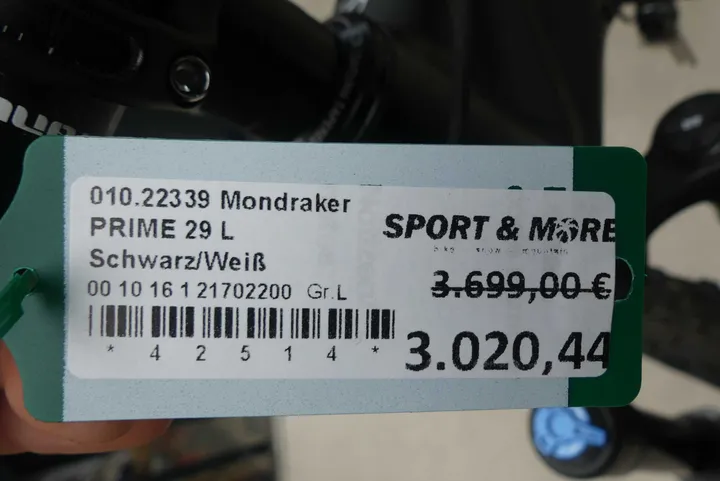 010.22339 Mondraker
PRIME 29 L
Schwarz/Weiß
00 10 16 1 21702200 Gr.L
* 4 2 5 1 4 *
SPORT & MORE
3.699,00 €
3.020,44